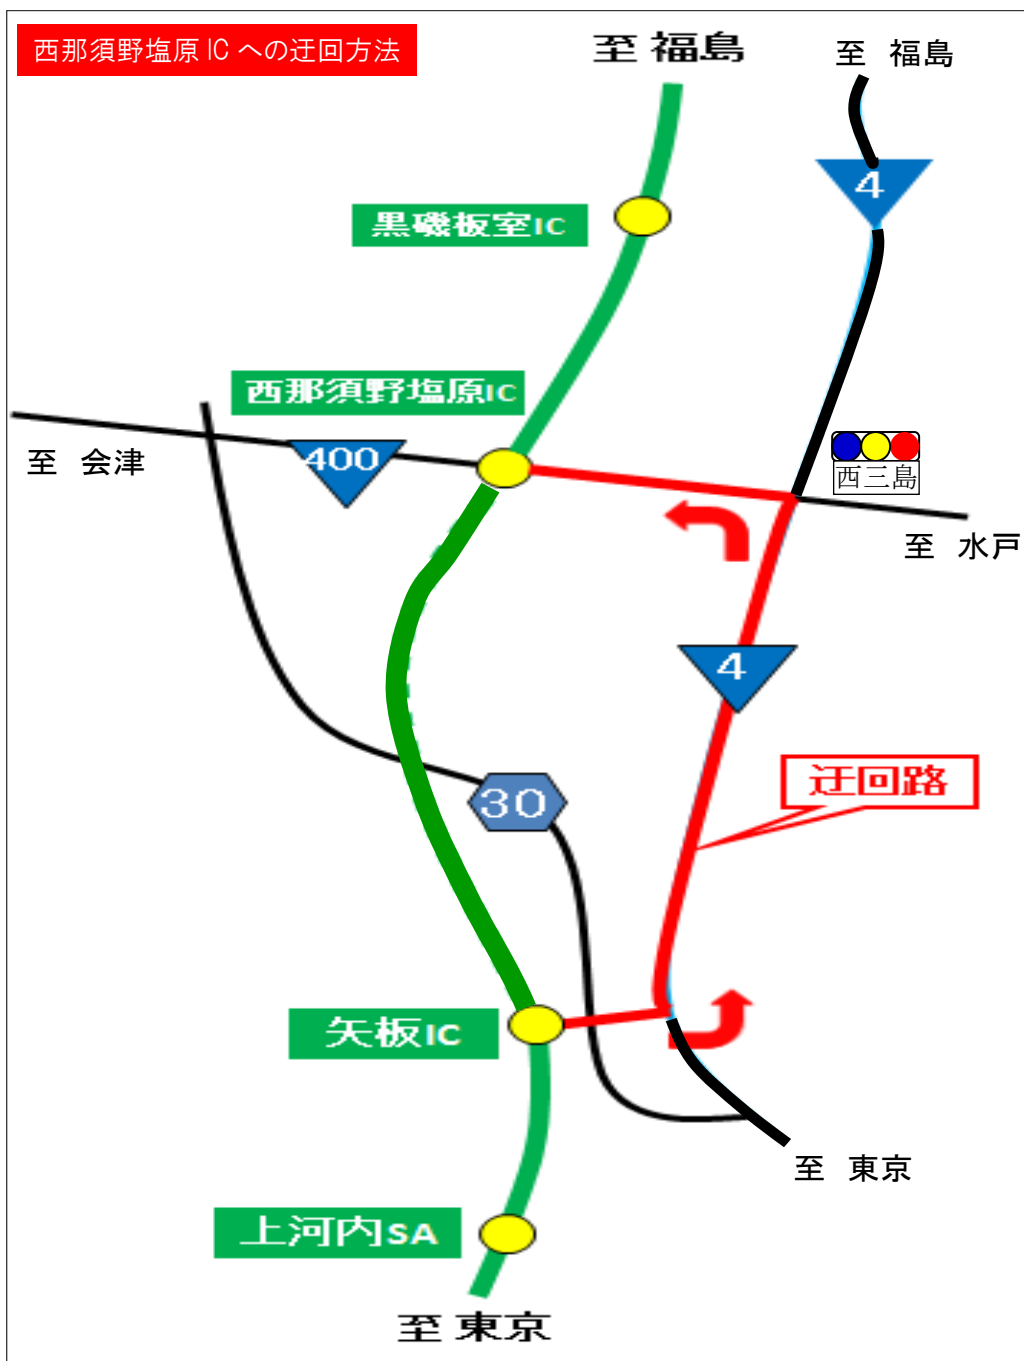 西那須野塩原 IC への迂回方法
至 福島
至 福島
4
黒磯板室IC
西那須野塩原IC
400
至 会津
西三島
至 水戸
4
迂回路
30
矢板IC
至 東京
上河内SA
至 東京